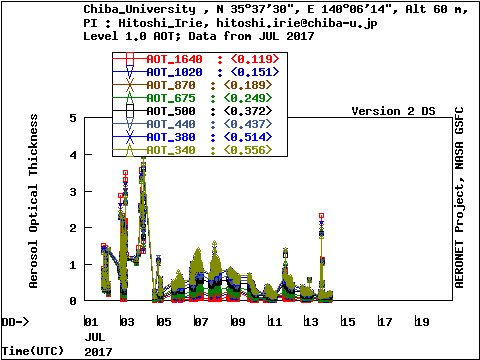 Chiba_University , N 35°37'30", E 140°06'14", Alt 60 m,
PI : Hitoshi_Irie, hitoshi.irie@chiba-u.jp
Level 1.0 AOT; Data from JUL 2017
AOT_1640 : <0.119>
AOT_1020 : <0.151>
AOT_870 : <0.189>
AOT_675 : <0.249>
AOT_500 : <0.372>
AOT_440 : <0.437>
AOT_380 : <0.514>
AOT_340 : <0.556>
Version 2 DS
5
4
3
2
1
0
Aerosol Optical Thickness
AERONET Project, NASA GSFC
DD-> 01 03 05 07 09 11 13 15 17 19
JUL
Time(UTC) 2017